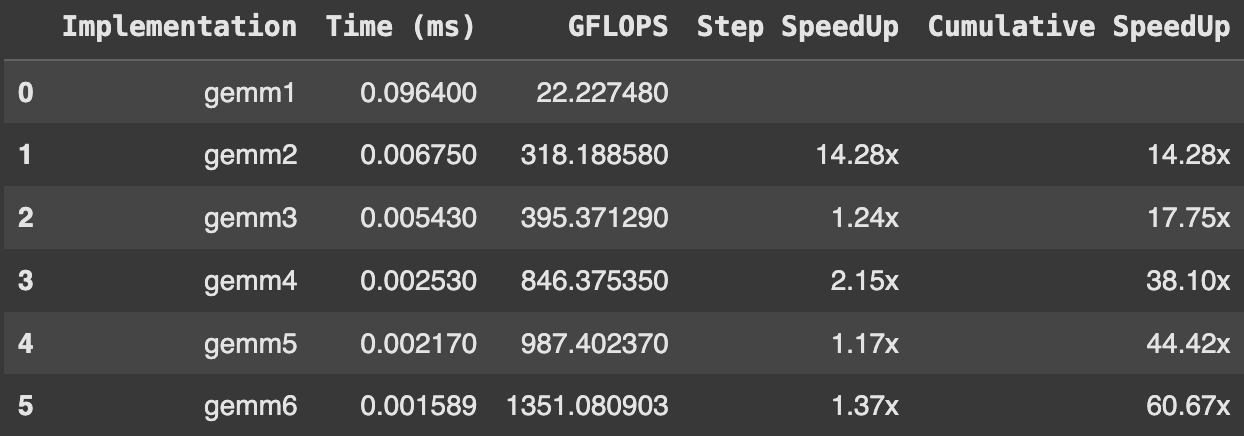 Implementation Time (ms) GFLOPS Step SpeedUp Cumulative SpeedUp
0 gemm1 0.096400 22.227480
1 gemm2 0.006750 318.188580 14.28x 14.28x
2 gemm3 0.005430 395.371290 1.24x 17.75x
3 gemm4 0.002530 846.375350 2.15x 38.10x
4 gemm5 0.002170 987.402370 1.17x 44.42x
5 gemm6 0.001589 1351.080903 1.37x 60.67x